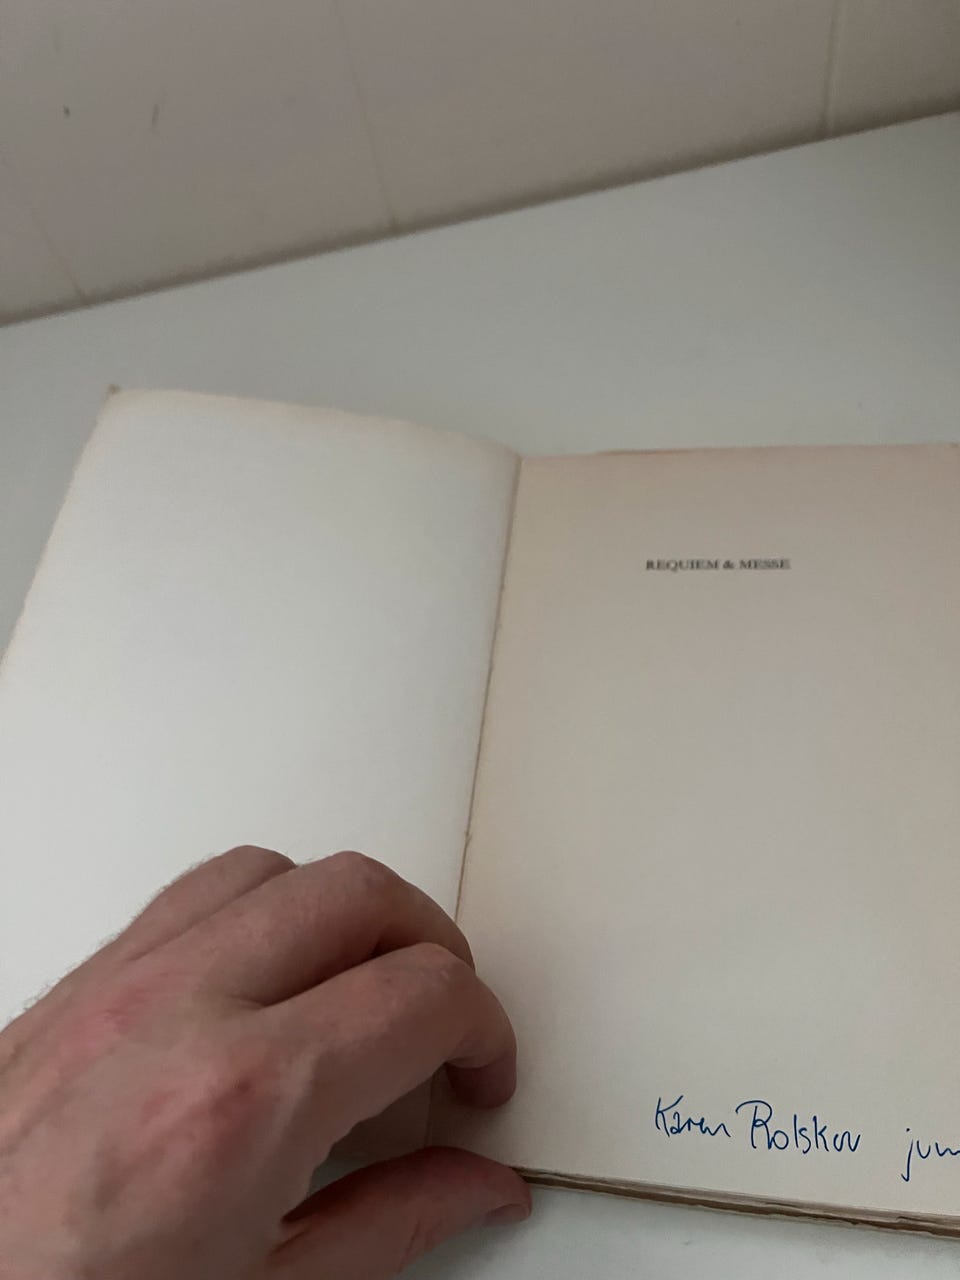 REQUIEM & MESSE
Karen Rolskov